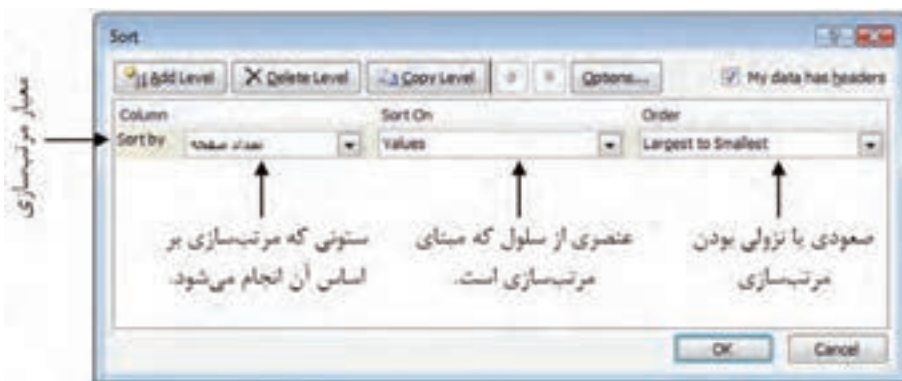 Sort
Add Level Delete Level Copy Level Options... My data has headers
Column Sort On Order
Sort by تعداد صفحه Values Largest to Smallest
معیار مرتب‌سازی
ستونی که مرتب‌سازی بر
اساس آن انجام می‌شود.
عنصری از سلول که مبنای
مرتب‌سازی است.
صعودی یا نزولی بودن
مرتب‌سازی
OK Cancel